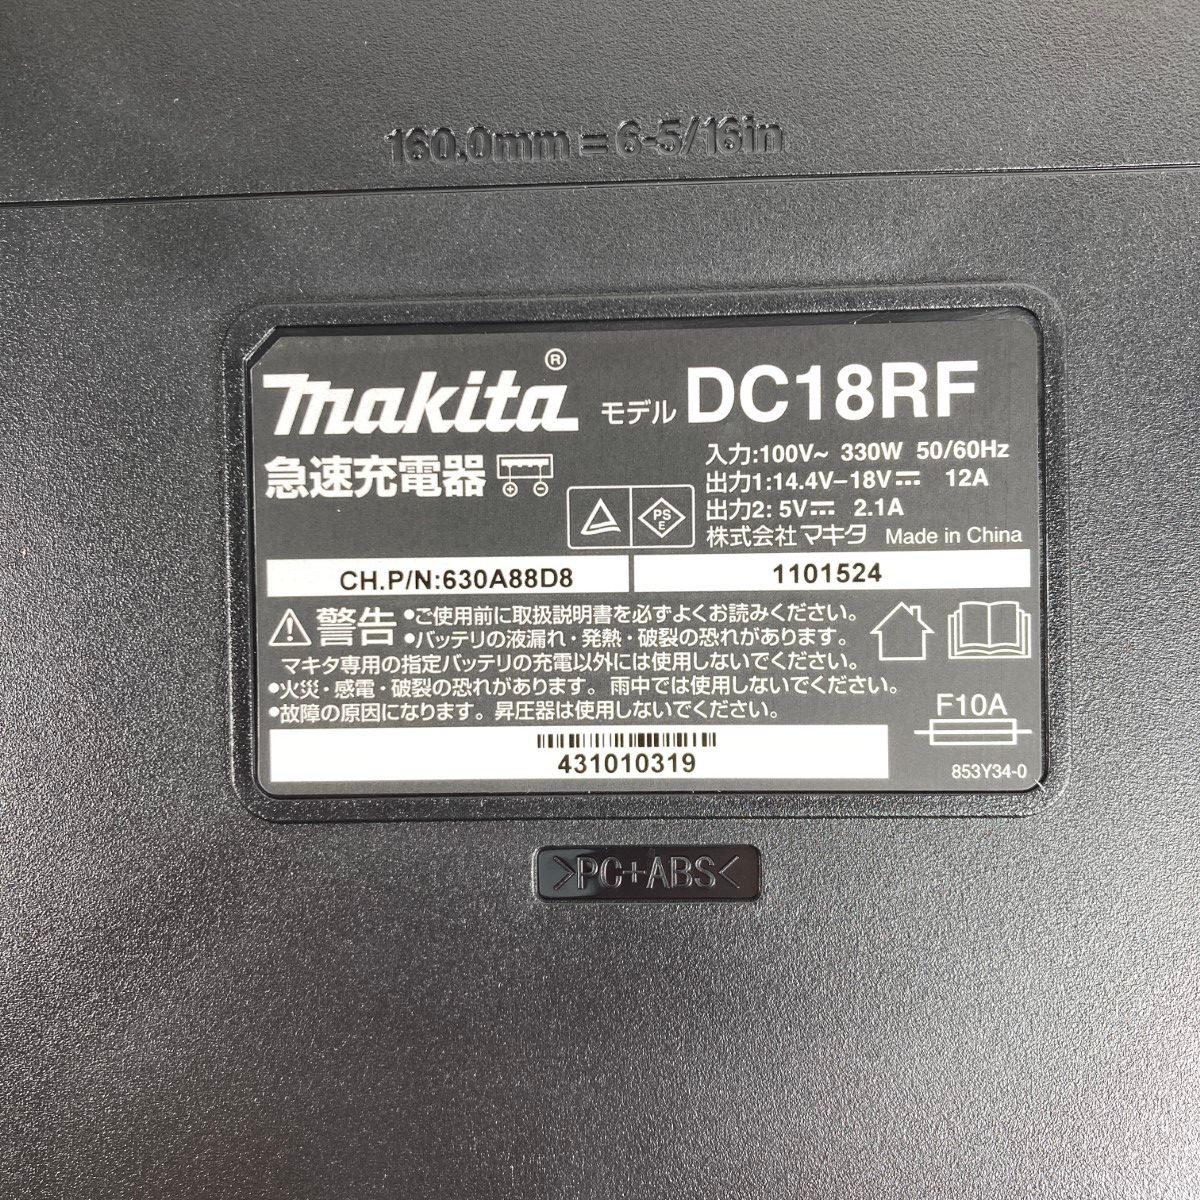 160.0mm = 6-5/16in
makita® モデル DC18RF
急速充電器
入力:100V~ 330W 50/60Hz
出力1:14.4V-18V⎓ 12A
出力2: 5V⎓ 2.1A
PS E
株式会社 マキタ Made in China
CH.P/N:630A88D8
1101524
警告 •ご使用前に取扱説明書を必ずよくお読みください。
•バッテリの液漏れ・発熱・破裂の恐れがあります。
マキタ専用の指定バッテリの充電以外には使用しないでください。
•火災・感電・破裂の恐れがあります。雨中では使用しないでください。
•故障の原因になります。昇圧器は使用しないでください。
F10A
431010319
853Y34-0
>PC+ABS<